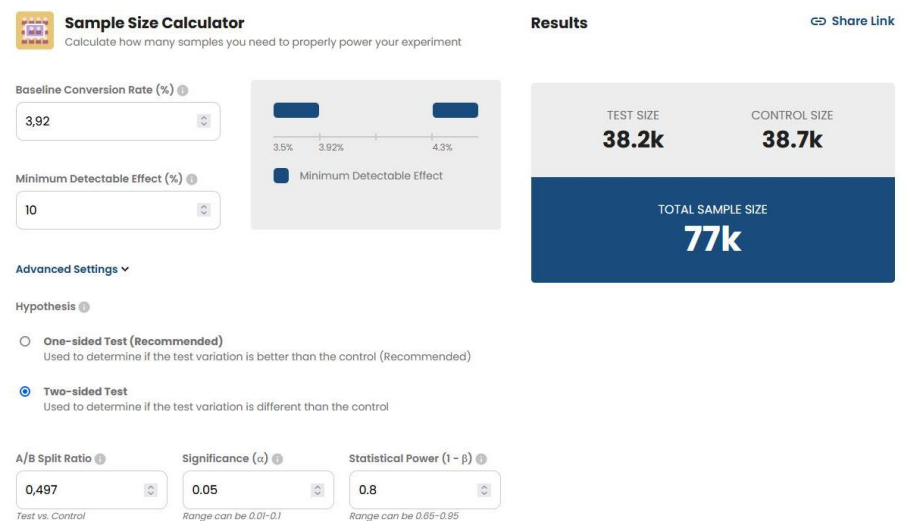 Sample Size Calculator
Calculate how many samples you need to properly power your experiment
Results
Share Link
Baseline Conversion Rate (%)
3,92
3.5% 3.92% 4.3%
Minimum Detectable Effect
Minimum Detectable Effect (%)
10
TEST SIZE CONTROL SIZE
38.2k 38.7k
TOTAL SAMPLE SIZE
77k
Advanced Settings
Hypothesis
One-sided Test (Recommended)
Used to determine if the test variation is better than the control (Recommended)
Two-sided Test
Used to determine if the test variation is different than the control
A/B Split Ratio Significance (α) Statistical Power (1 - β)
0,497 0.05 0.8
Test vs. Control Range can be 0.01-0.1 Range can be 0.65-0.95